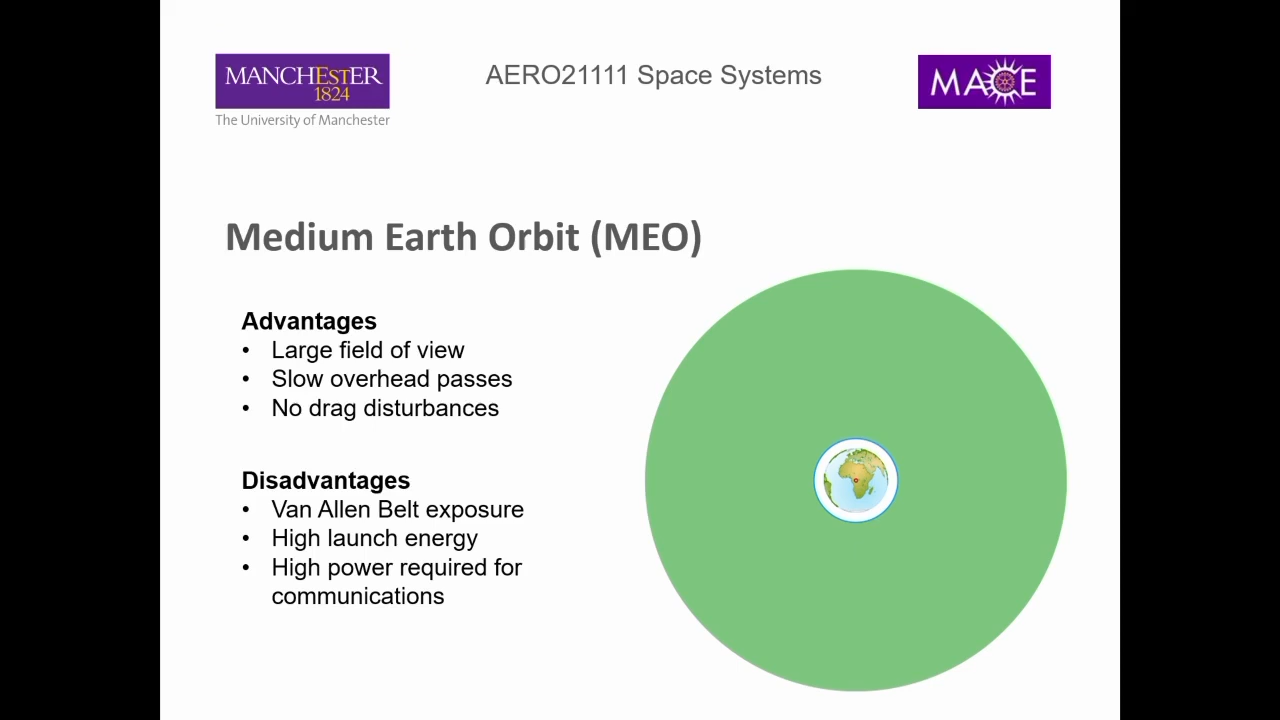 MANCHESTER
1824
The University of Manchester
AERO21111 Space Systems
MACE
Medium Earth Orbit (MEO)
Advantages
• Large field of view
• Slow overhead passes
• No drag disturbances
Disadvantages
• Van Allen Belt exposure
• High launch energy
• High power required for
communications